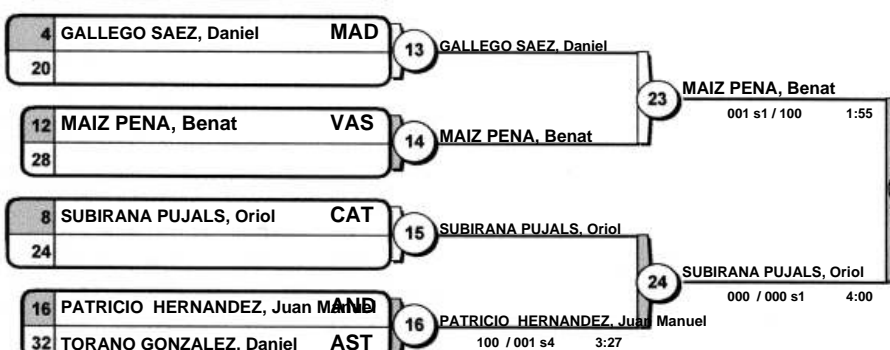 4 GALLEGO SAEZ, Daniel MAD
20
13 GALLEGO SAEZ, Daniel
12 MAIZ PENA, Benat VAS
28
14 MAIZ PENA, Benat
23 MAIZ PENA, Benat
001 s1 / 100 1:55
8 SUBIRANA PUJALS, Oriol CAT
24
15 SUBIRANA PUJALS, Oriol
16 PATRICIO HERNANDEZ, Juan Manuel AND
32 TORANO GONZALEZ, Daniel AST
16 PATRICIO HERNANDEZ, Juan Manuel
100 / 001 s4 3:27
24 SUBIRANA PUJALS, Oriol
000 / 000 s1 4:00